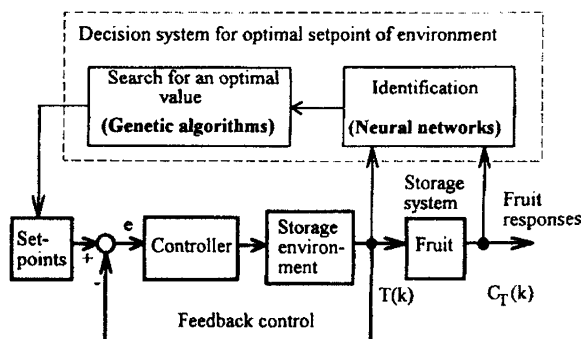 Decision system for optimal setpoint of environment
Search for an optimal
value
(Genetic algorithms)
Identification
(Neural networks)
Storage
system
Fruit
responses
Set-
points
+
-
e
Controller
Storage
environ-
ment
Fruit
T(k)
C_T(k)
Feedback control